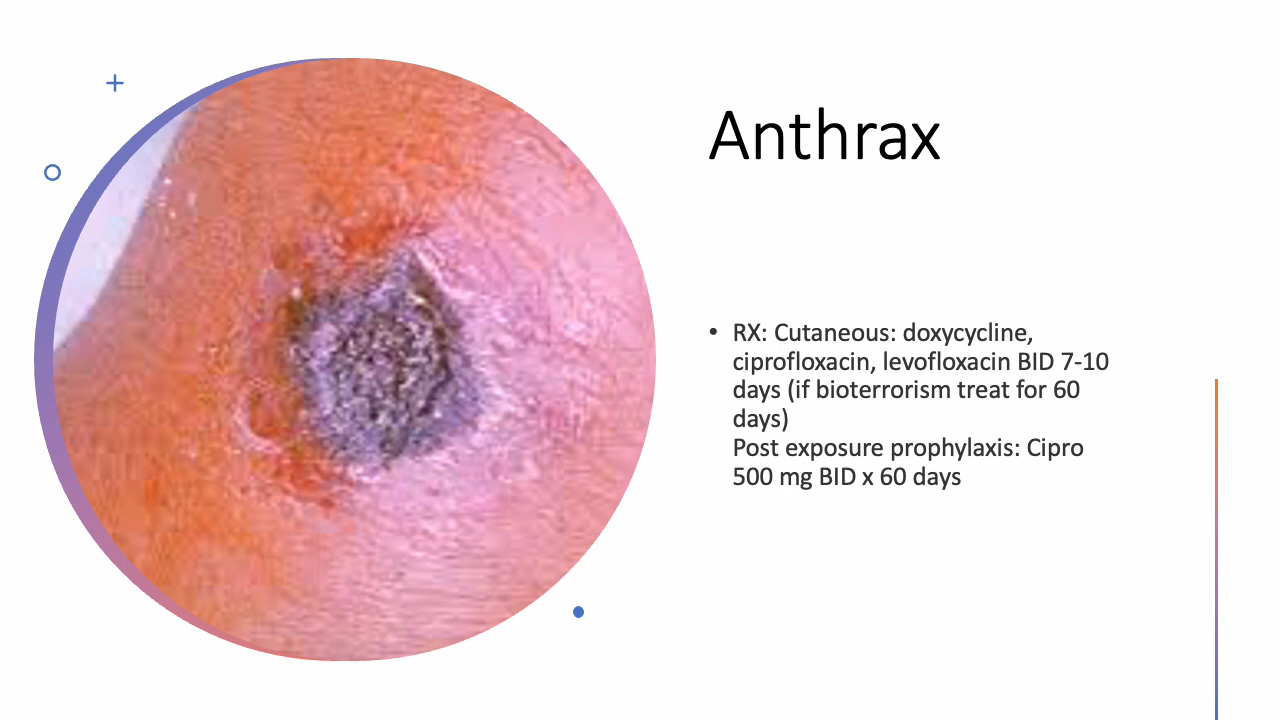 Anthrax
• RX: Cutaneous: doxycycline,
ciprofloxacin, levofloxacin BID 7-10
days (if bioterrorism treat for 60
days)
Post exposure prophylaxis: Cipro
500 mg BID x 60 days